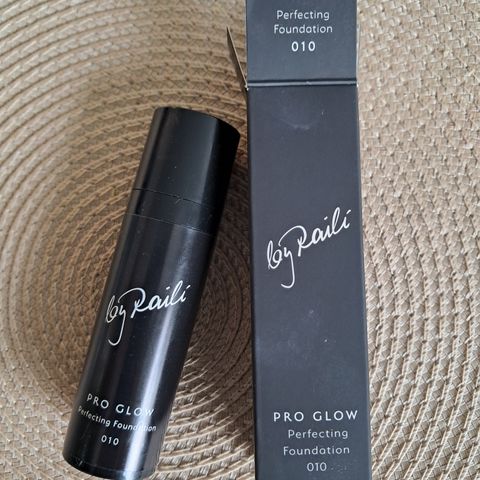 Perfecting
Foundation
010
by Raili
PRO GLOW
Perfecting
Foundation
010
by Raili
PRO GLOW
Perfecting Foundation
010